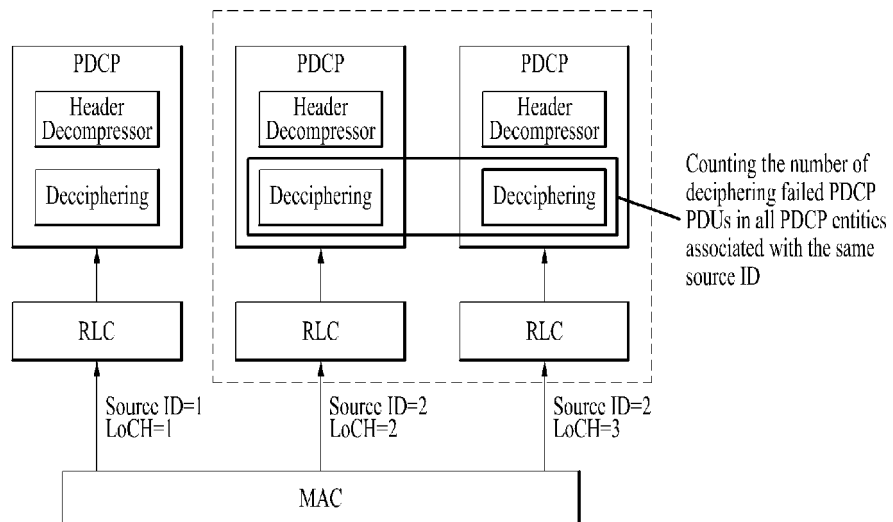 PDCP
Header
Decompressor
Decciphering
PDCP
Header
Decompressor
Decciphering
PDCP
Header
Decompressor
Decciphering
Counting the number of
deciphering failed PDCP
PDUs in all PDCP entitics
associated with the same
source ID
RLC
RLC
RLC
Source ID=1
LoCH=1
Source ID=2
LoCH=2
Source ID=2
LoCH=3
MAC